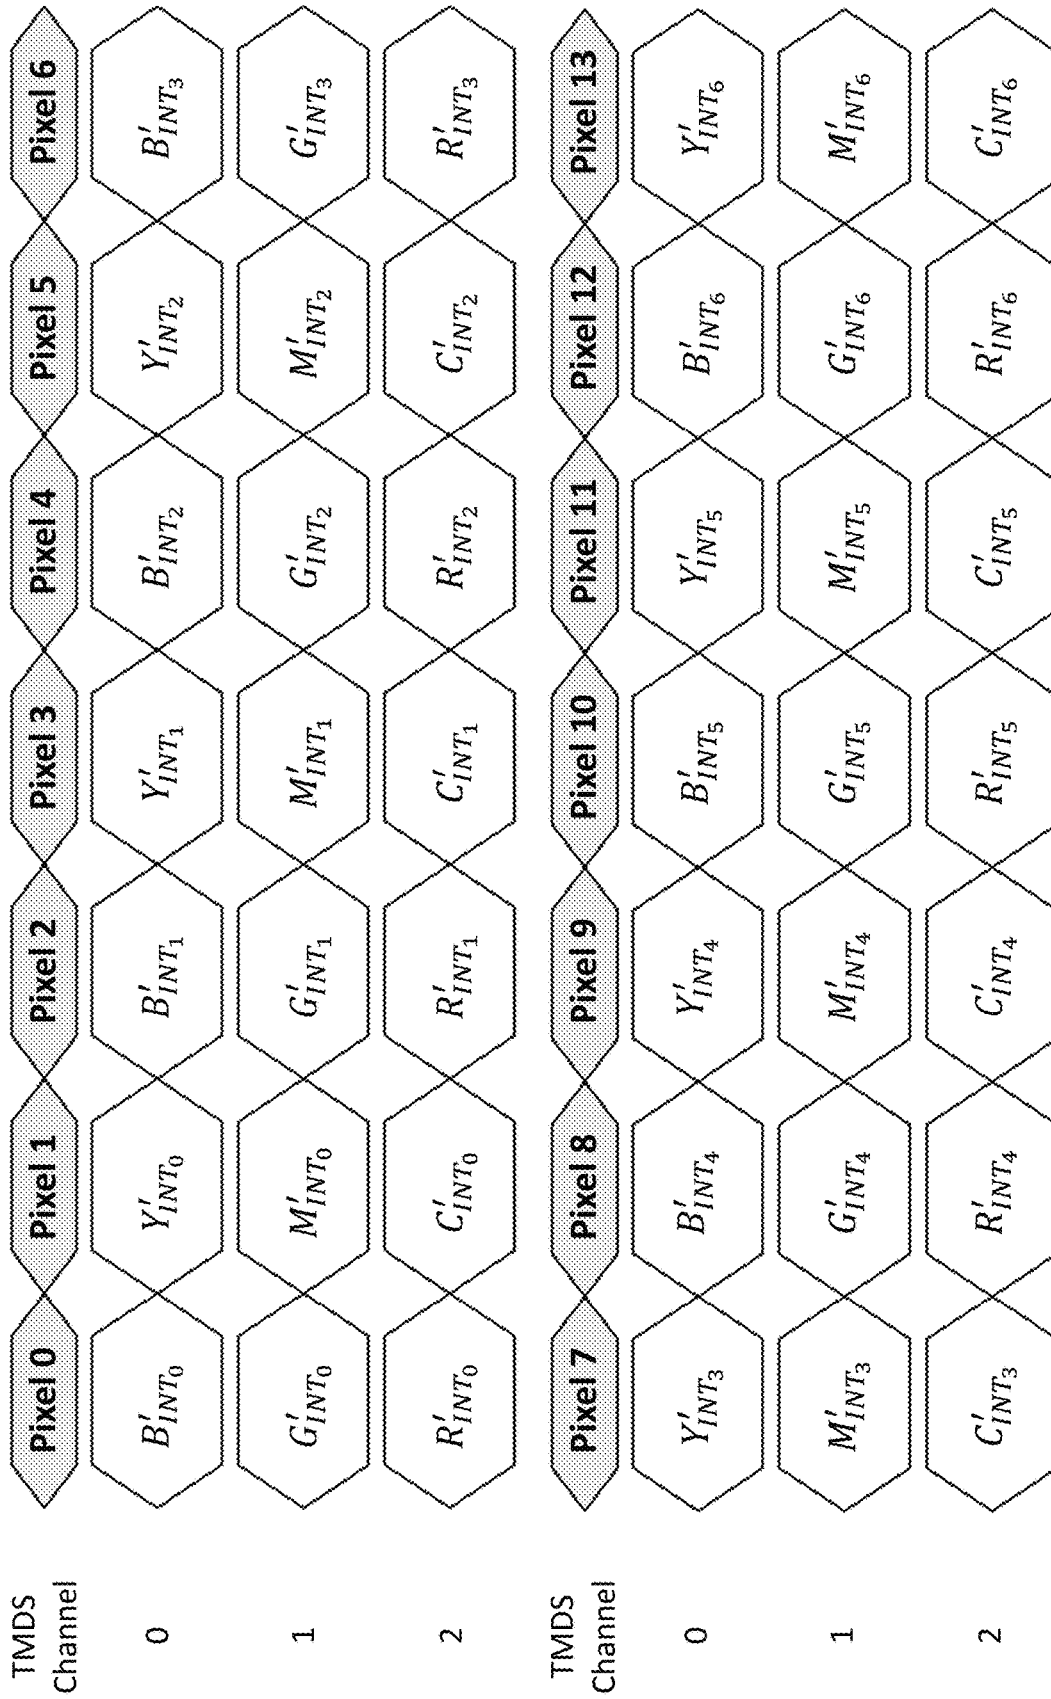 TMDS Channel Pixel 0 Pixel 1 Pixel 2 Pixel 3 Pixel 4 Pixel 5 Pixel 6
0 B′INT₀ Y′INT₀ B′INT₁ Y′INT₁ B′INT₂ Y′INT₂ B′INT₃
1 G′INT₀ M′INT₀ G′INT₁ M′INT₁ G′INT₂ M′INT₂ G′INT₃
2 R′INT₀ C′INT₀ R′INT₁ C′INT₁ R′INT₂ C′INT₂ R′INT₃
TMDS Channel Pixel 7 Pixel 8 Pixel 9 Pixel 10 Pixel 11 Pixel 12 Pixel 13
0 Y′INT₃ B′INT₄ Y′INT₄ B′INT₅ Y′INT₅ B′INT₆ Y′INT₆
1 M′INT₃ G′INT₄ M′INT₄ G′INT₅ M′INT₅ G′INT₆ M′INT₆
2 C′INT₃ R′INT₄ C′INT₄ R′INT₅ C′INT₅ R′INT₆ C′INT₆